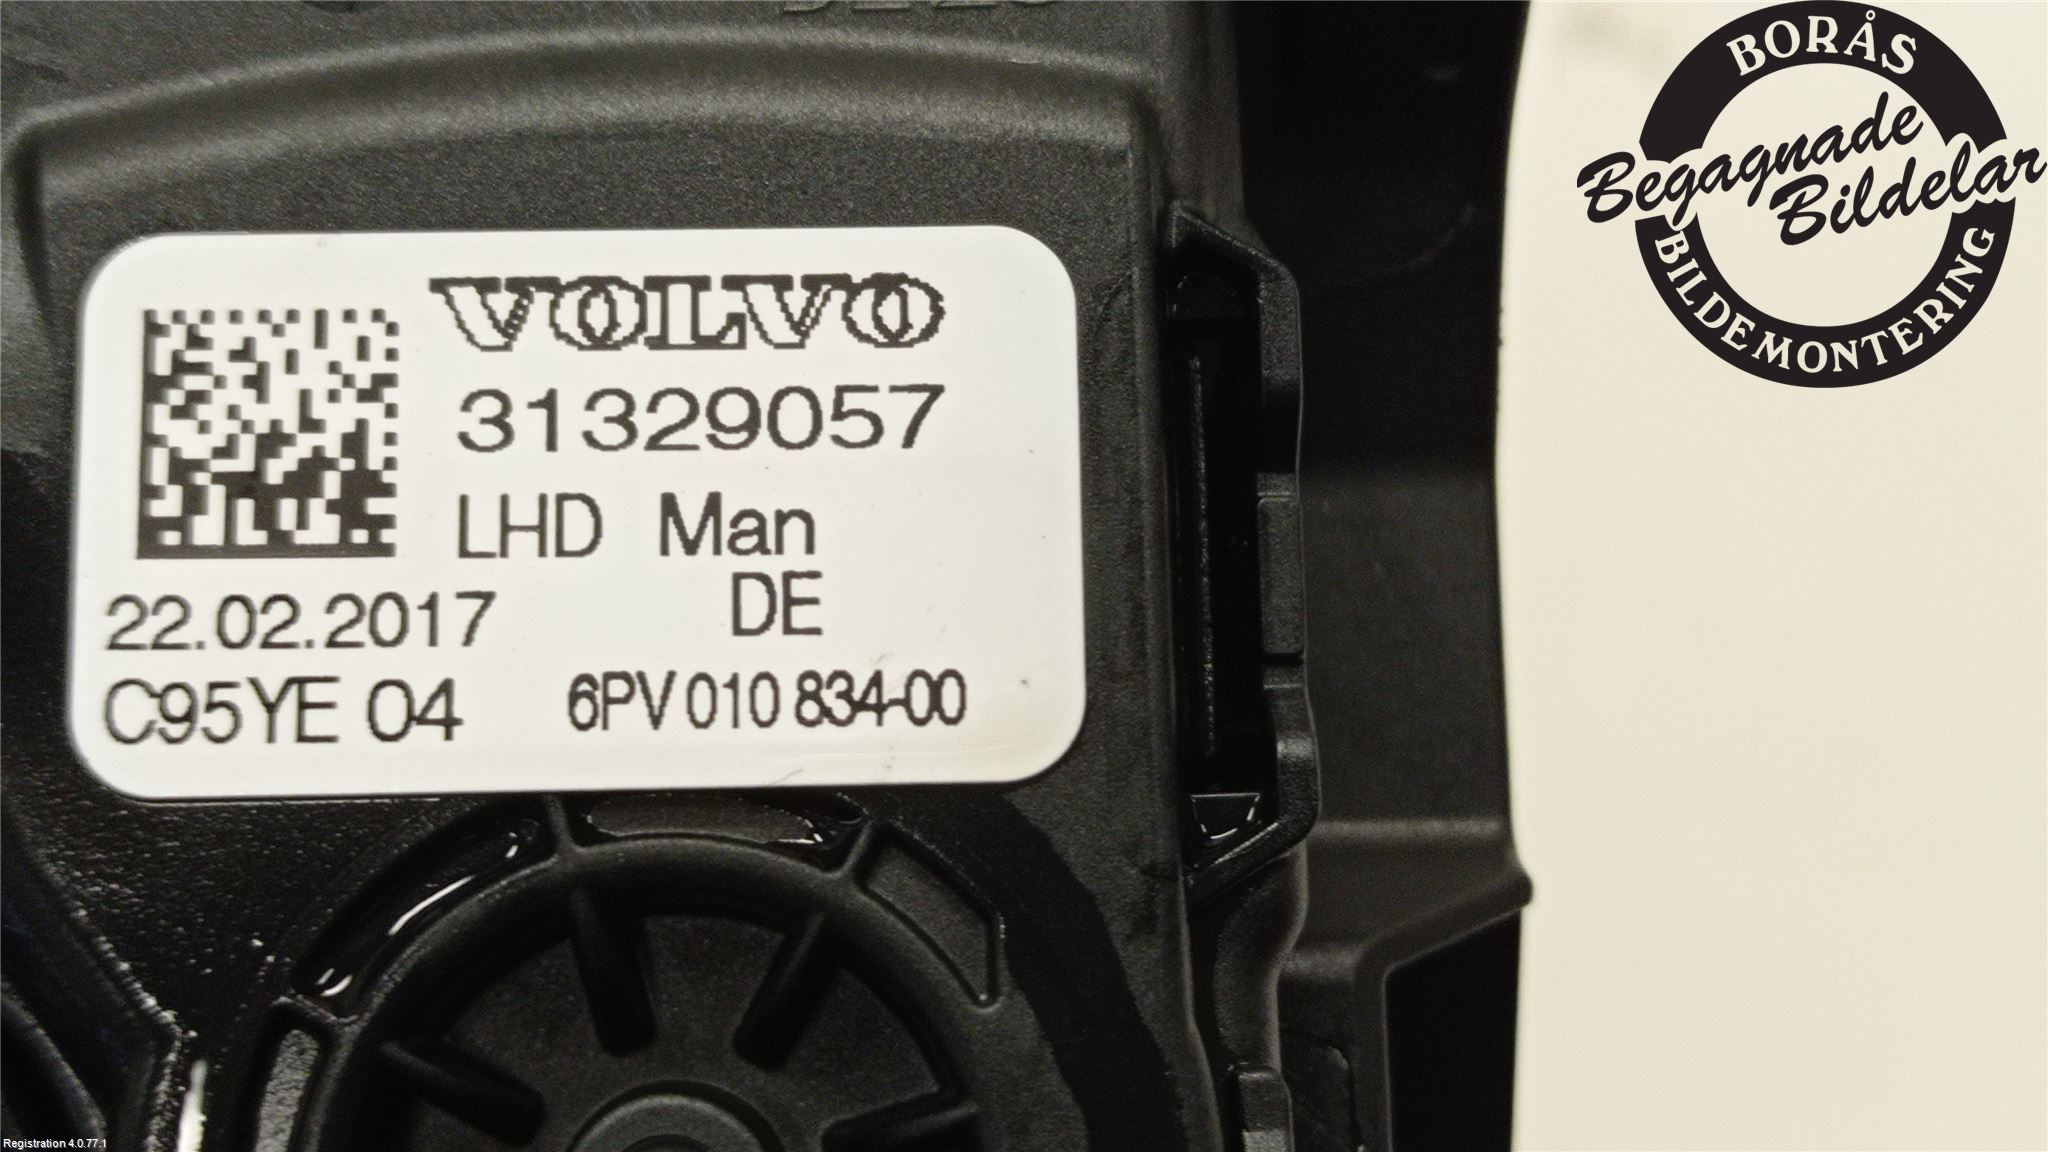 VOLVO
31329057
LHD Man
DE
22.02.2017
C95YE 04 6PV 010 834-00
BORÅS
Begagnade
Bildelar
BILDEMONTERING
Registration 4.0.77.1